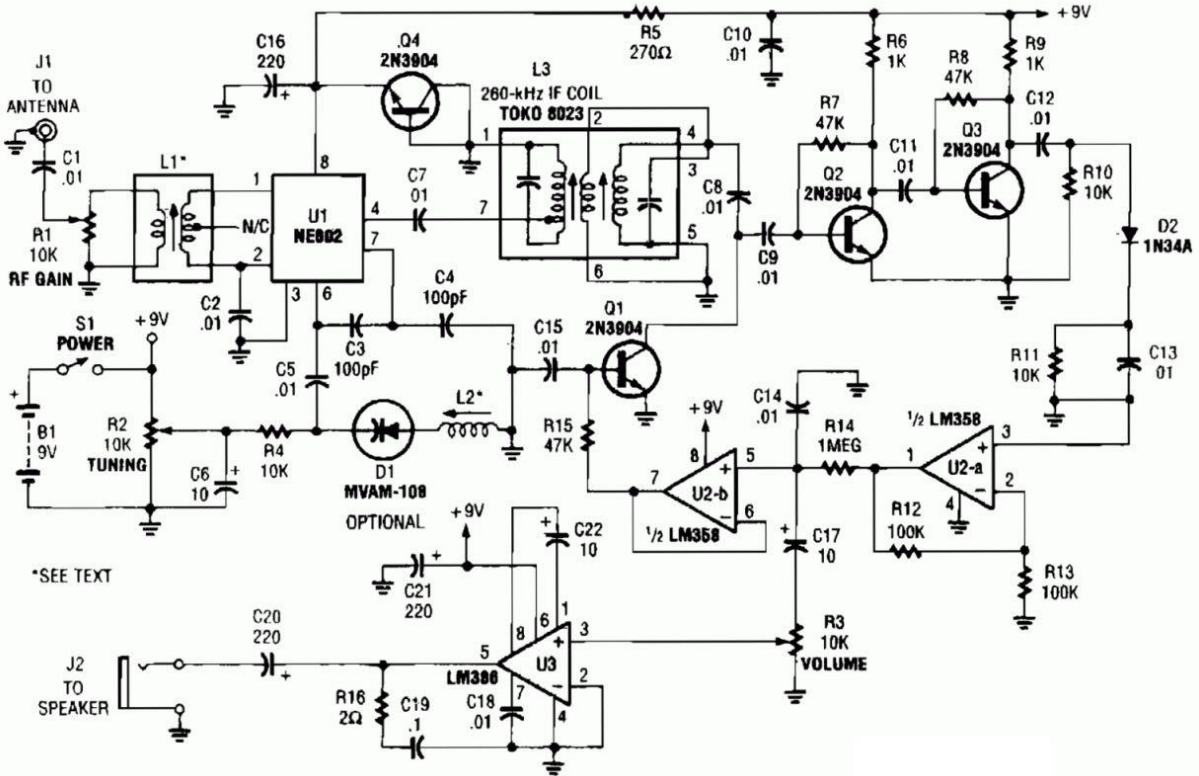 J1
TO
ANTENNA
C1
.01
R1
10K
RF GAIN
L1*
N/C
1
2
C2
.01
C16
220
+
8
U1
NE602
3
6
4
7
.Q4
2N3904
R5
270Ω
C10
.01
+9V
L3
260-kHz IF COIL
TOKO 8023
1
7
2
6
4
3
5
C7
01
C8
.01
C9
.01
R7
47K
R6
1K
Q2
2N3904
C11
.01
R8
47K
R9
1K
Q3
2N3904
C12
.01
R10
10K
D2
1N34A
R11
10K
C13
01
S1
POWER
+9V
+
B1
9V
R2
10K
TUNING
C6
10
+
R4
10K
C5
.01
C3
100pF
C4
100pF
D1
MVAM-108
OPTIONAL
L2*
C15
.01
Q1
2N3904
R15
47K
+9V
8
7
5
6
+
−
U2-b
½ LM358
C14
.01
R14
1MEG
½ LM358
U2-a
1
3
2
4
+
−
R12
100K
R13
100K
+
C17
10
R3
10K
VOLUME
*SEE TEXT
+9V
C21
220
+
+
C22
10
8
6
1
3
2
4
7
5
+
−
U3
LM386
C18
.01
R16
2Ω
C19
.1
C20
220
+
J2
TO
SPEAKER